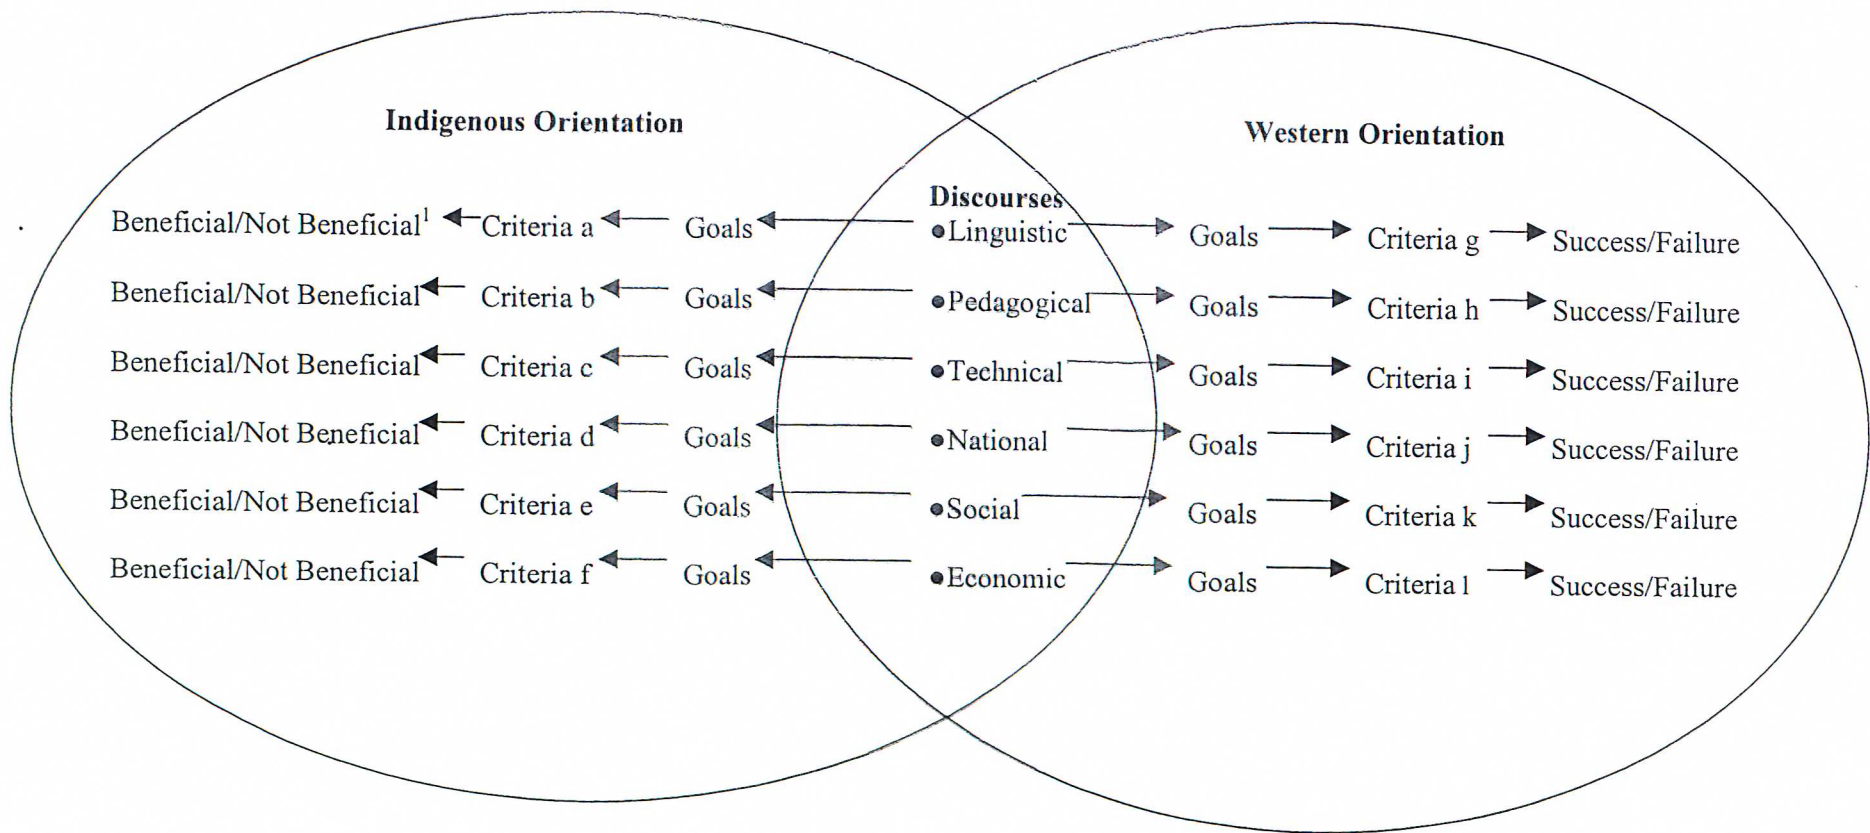 Indigenous Orientation
Western Orientation
Discourses
Beneficial/Not Beneficial¹ Criteria a Goals •Linguistic Goals Criteria g Success/Failure
Beneficial/Not Beneficial Criteria b Goals •Pedagogical Goals Criteria h Success/Failure
Beneficial/Not Beneficial Criteria c Goals •Technical Goals Criteria i Success/Failure
Beneficial/Not Beneficial Criteria d Goals •National Goals Criteria j Success/Failure
Beneficial/Not Beneficial Criteria e Goals •Social Goals Criteria k Success/Failure
Beneficial/Not Beneficial Criteria f Goals •Economic Goals Criteria l Success/Failure